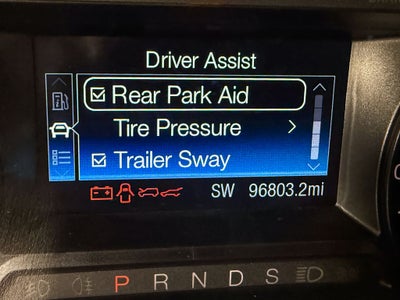 Driver Assist
Rear Park Aid
Tire Pressure
Trailer Sway
SW 96803.2mi
P R N D S